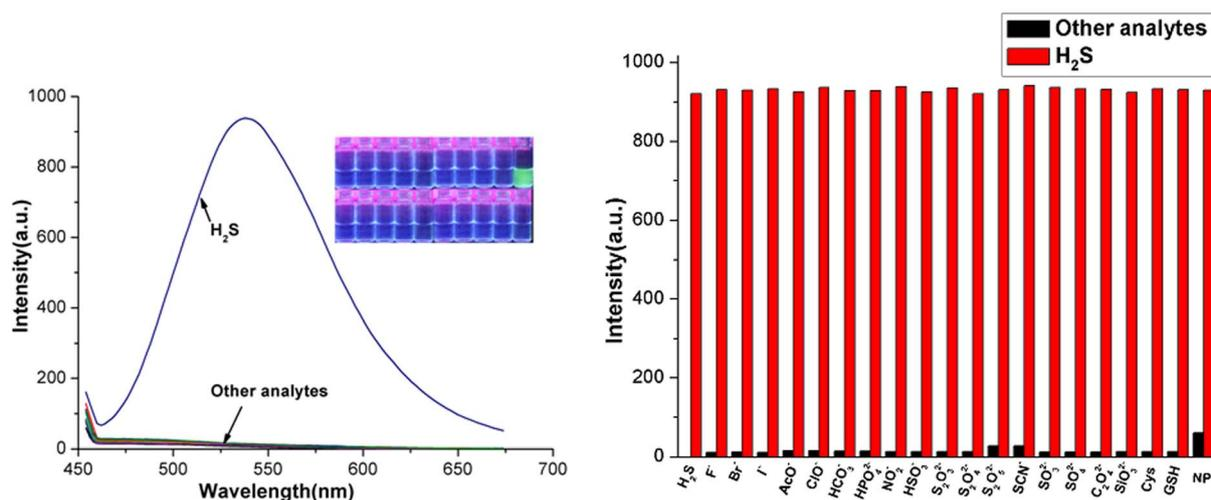 1000
800
600
400
200
0
Intensity(a.u.)
H₂S
Other analytes
450 500 550 600 650 700
Wavelength(nm)
Other analytes
H₂S
1000
800
600
400
200
0
Intensity(a.u.)
H₂S
F⁻
Br⁻
I⁻
AcO⁻
ClO⁻
HCO₃⁻
HPO₄²⁻
NO₂⁻
HSO₃⁻
S₂O₃²⁻
S₂O₄²⁻
S₂O₅²⁻
SCN⁻
SO₃²⁻
SO₄²⁻
C₂O₄²⁻
SiO₃²⁻
Cys
GSH
NP